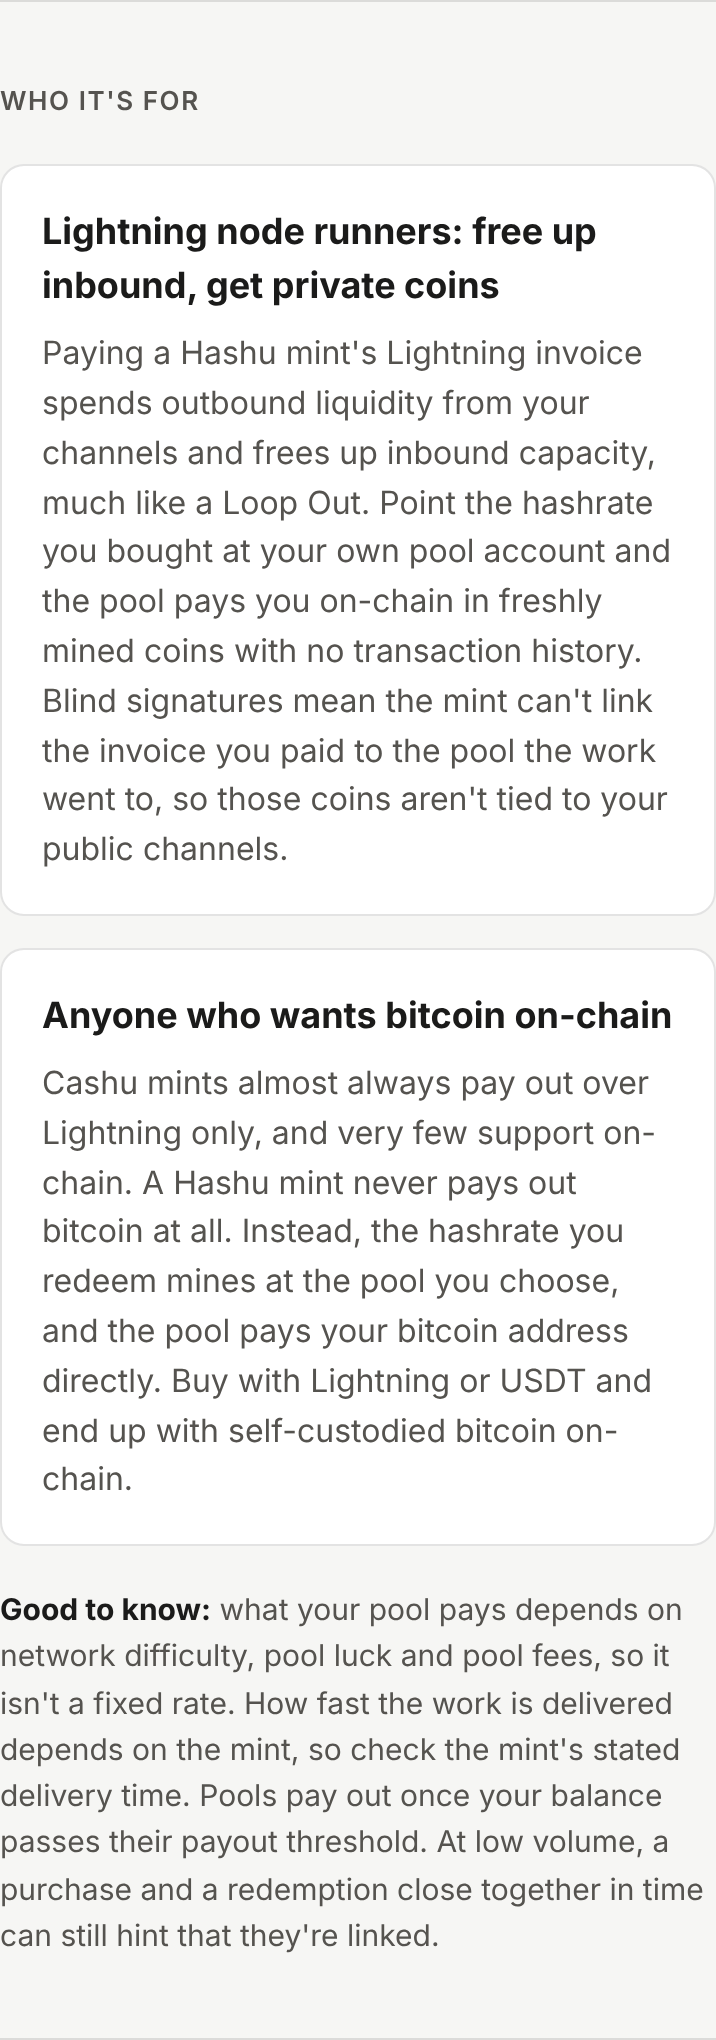 WHO IT'S FOR
Lightning node runners: free up
inbound, get private coins
Paying a Hashu mint's Lightning invoice
spends outbound liquidity from your
channels and frees up inbound capacity,
much like a Loop Out. Point the hashrate
you bought at your own pool account and
the pool pays you on-chain in freshly
mined coins with no transaction history.
Blind signatures mean the mint can't link
the invoice you paid to the pool the work
went to, so those coins aren't tied to your
public channels.
Anyone who wants bitcoin on-chain
Cashu mints almost always pay out over
Lightning only, and very few support on-
chain. A Hashu mint never pays out
bitcoin at all. Instead, the hashrate you
redeem mines at the pool you choose,
and the pool pays your bitcoin address
directly. Buy with Lightning or USDT and
end up with self-custodied bitcoin on-
chain.
Good to know: what your pool pays depends on
network difficulty, pool luck and pool fees, so it
isn't a fixed rate. How fast the work is delivered
depends on the mint, so check the mint's stated
delivery time. Pools pay out once your balance
passes their payout threshold. At low volume, a
purchase and a redemption close together in time
can still hint that they're linked.